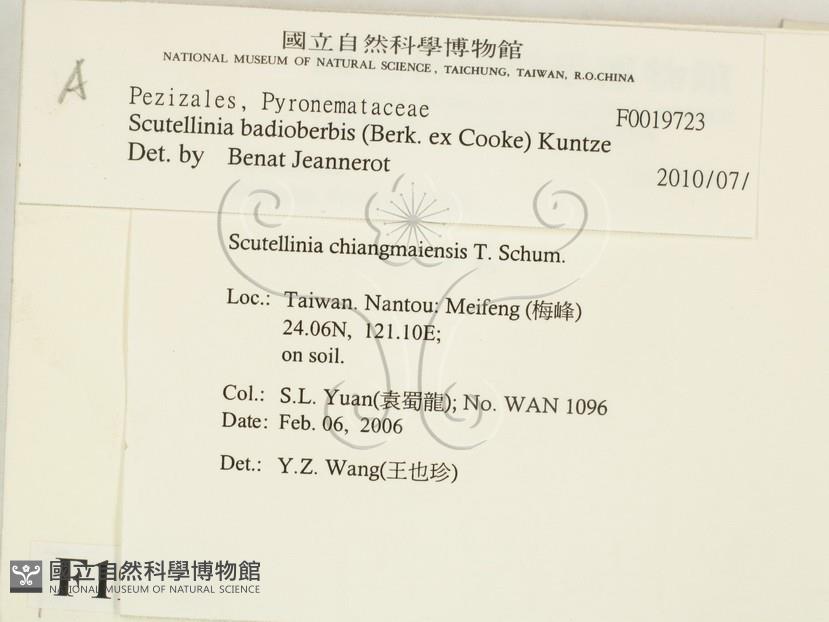 國立自然科學博物館
NATIONAL MUSEUM OF NATURAL SCIENCE, TAICHUNG, TAIWAN, R.O.CHINA
A
Pezizales, Pyronemataceae F0019723
Scutellinia badioberbis (Berk. ex Cooke) Kuntze
Det. by Benat Jeannerot
2010/07/
Scutellinia chiangmaiensis T. Schum.
Loc.: Taiwan. Nantou: Meifeng (梅峰)
24.06N, 121.10E;
on soil.
Col.: S.L. Yuan(袁蜀龍); No. WAN 1096
Date: Feb. 06, 2006
Det.: Y.Z. Wang(王也珍)
F1
國立自然科學博物館
NATIONAL MUSEUM OF NATURAL SCIENCE